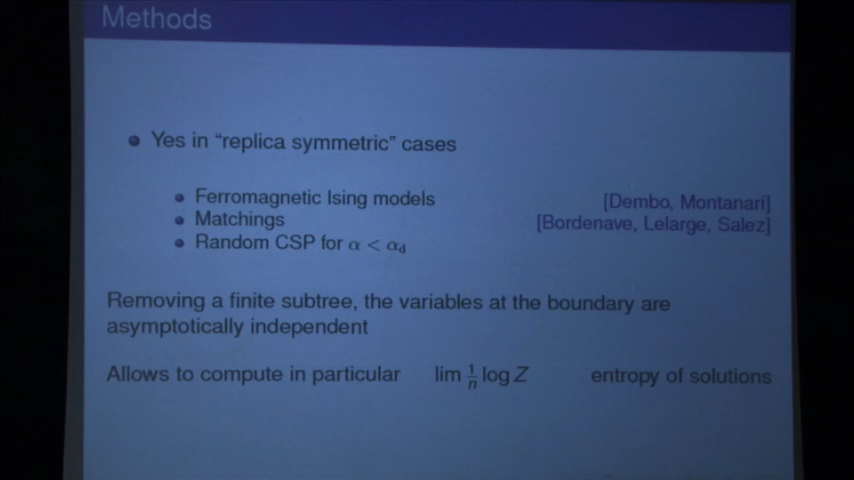 Methods
Yes in “replica symmetric” cases
Ferromagnetic Ising models [Dembo, Montanari]
Matchings [Bordenave, Lelarge, Salez]
Random CSP for α < α_d
Removing a finite subtree, the variables at the boundary are
asymptotically independent
Allows to compute in particular lim 1/n log Z entropy of solutions